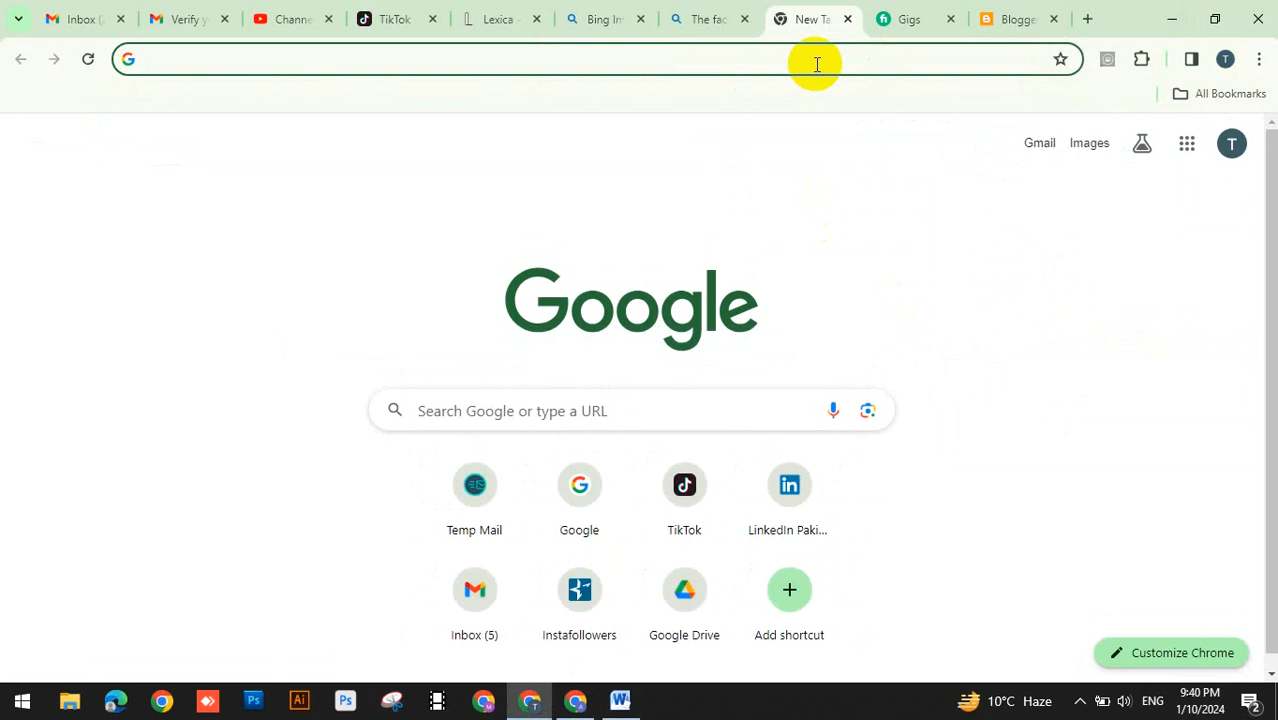 Inbox (
Verify y
Channe
TikTok
Lexica -
Bing In
The fac
New Ta
Gigs
Blogge
All Bookmarks
Gmail
Images
T
Google
Search Google or type a URL
Temp Mail
Google
TikTok
LinkedIn Paki...
Inbox (5)
Instafollowers
Google Drive
Add shortcut
Customize Chrome
10°C Haze
ENG
9:40 PM
1/10/2024
2